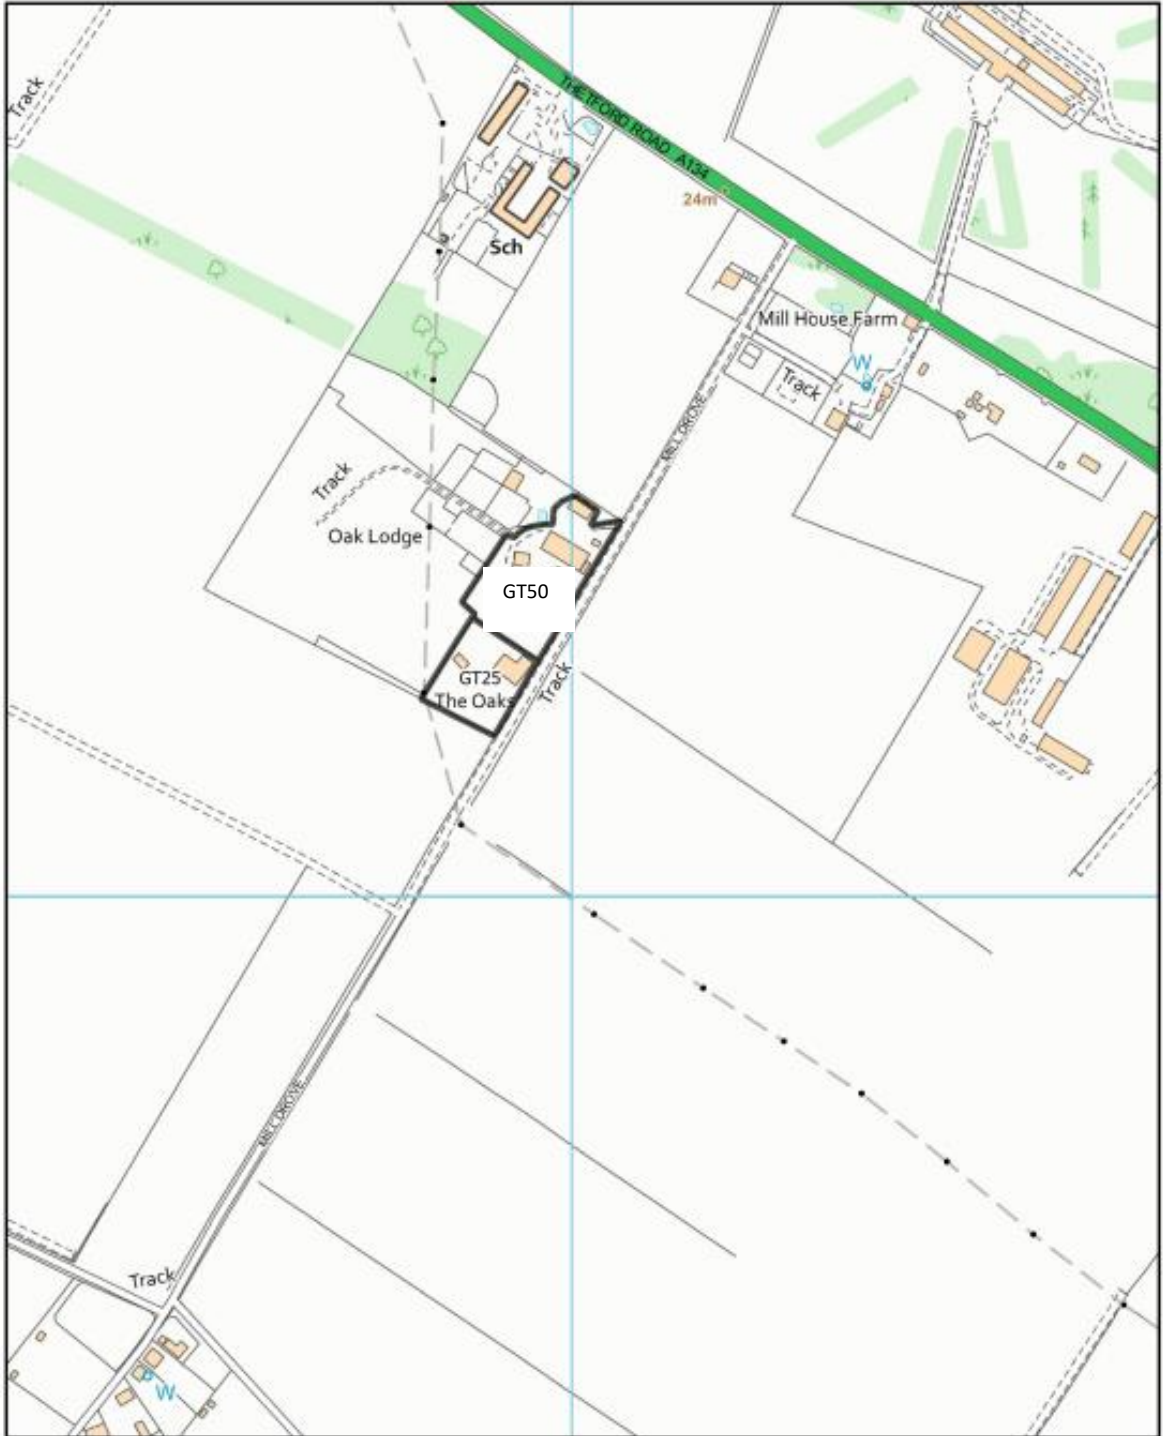 Track
THETFORD ROAD A134
24m
Sch
Mill House Farm
W
Track
MILL DROVE
Track
Oak Lodge
GT50
GT25
The Oaks
Track
MILL DROVE
Track
W